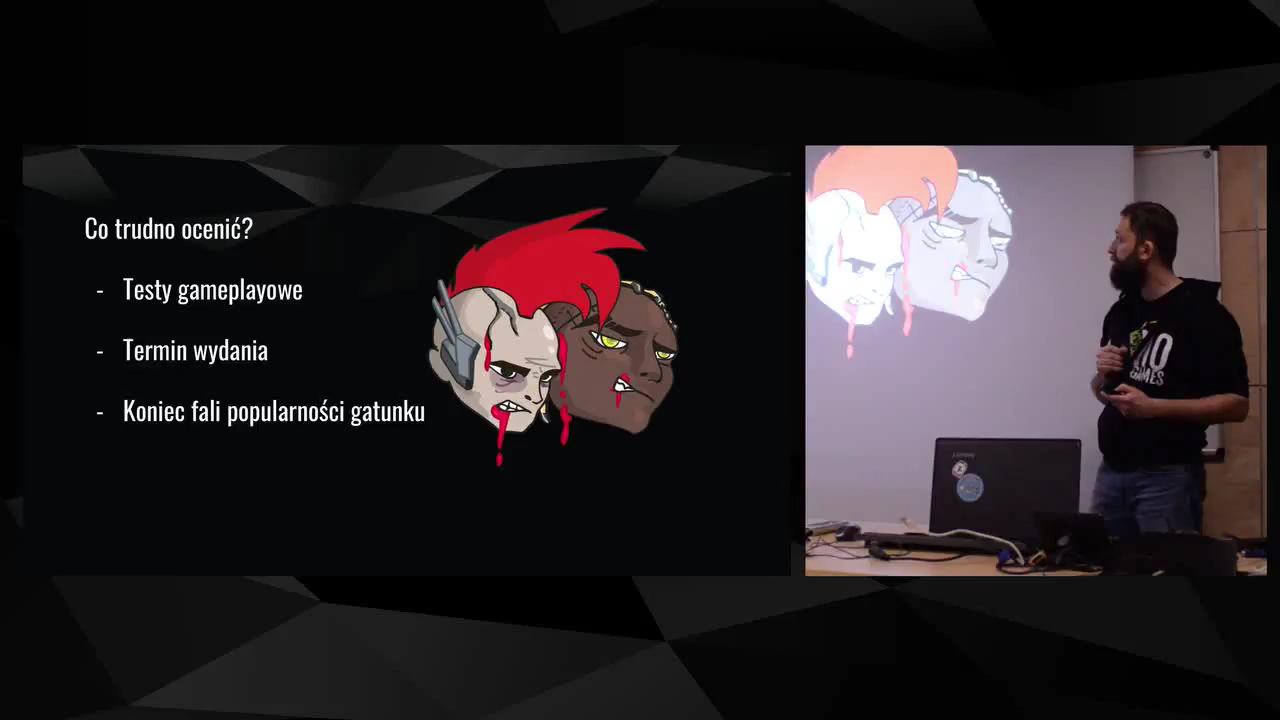 Co trudno ocenić?
- Testy gameplayowe
- Termin wydania
- Koniec fali popularności gatunku